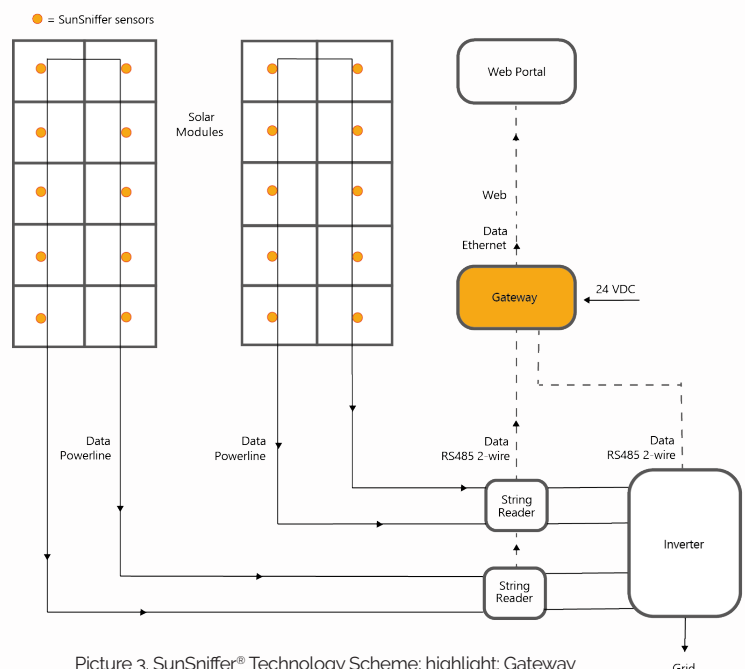 = SunSniffer sensors
Solar
Modules
Web Portal
Web
Data
Ethernet
Gateway
24 VDC
Data
Powerline
Data
Powerline
Data
RS485 2-wire
Data
RS485 2-wire
String
Reader
Inverter
String
Reader
Picture 3. SunSniffer® Technology Scheme; highlight: Gateway
Grid